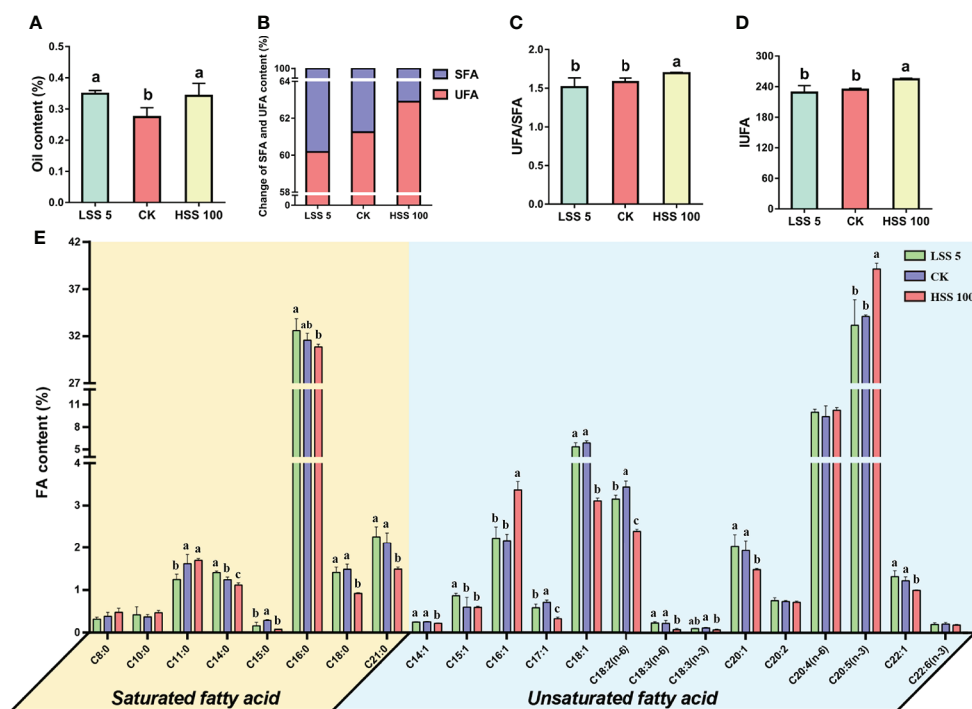 A
Oil content (%)
0.5
0.4
0.3
0.2
0.1
0.0
a
b
a
LSS 5
CK
HSS 100
B
Change of SFA and UFA content (%)
100
64
62
60
58
0
LSS 5
CK
HSS 100
SFA
UFA
C
UFA/SFA
2.0
1.5
1.0
0.5
0.0
b
b
a
LSS 5
CK
HSS 100
D
IUFA
300
240
180
120
60
0
b
b
a
LSS 5
CK
HSS 100
E
FA content (%)
42
37
32
27
11
5
4
3
2
1
0
LSS 5
CK
HSS 100
b a a
a b c
b a b
a ab b
a a b
a a b
a a b
a b b
b b a
b a c
a a b
b a c
a a b
ab a b
a a b
b b a
a a b
C8:0
C10:0
C11:0
C14:0
C15:0
C16:0
C18:0
C21:0
C14:1
C15:1
C16:1
C17:1
C18:1
C18:2(n-6)
C18:3(n-6)
C18:3(n-3)
C20:1
C20:2
C20:4(n-6)
C20:5(n-3)
C22:1
C22:6(n-3)
Saturated fatty acid
Unsaturated fatty acid